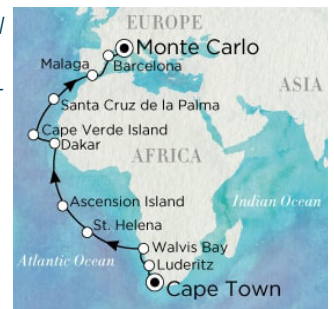 EUROPE
Monte Carlo
Malaga
Barcelona
ASIA
Santa Cruz de la Palma
Cape Verde Island
Dakar
AFRICA
Indian Ocean
Ascension Island
St. Helena
Walvis Bay
Atlantic Ocean
Luderitz
Cape Town